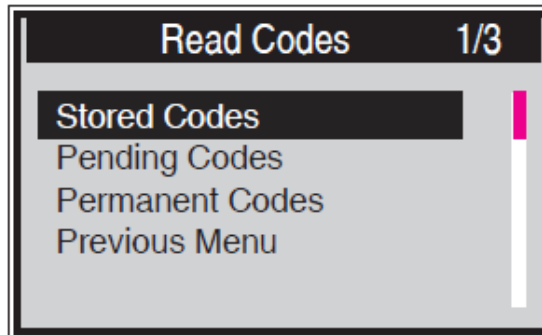 Read Codes 1/3
Stored Codes
Pending Codes
Permanent Codes
Previous Menu